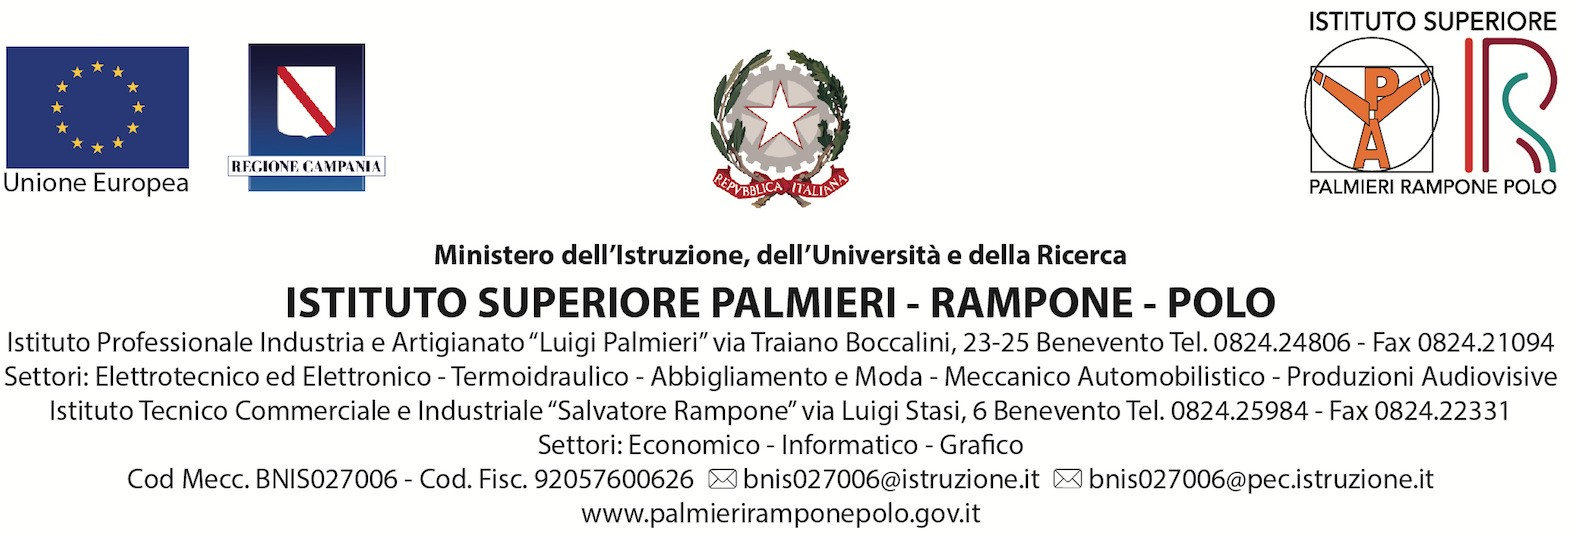 ISTITUTO SUPERIORE
P
A
IRS
PALMIERI RAMPONE POLO
Unione Europea
REGIONE CAMPANIA
REPVBBLICA ITALIANA
Ministero dell’Istruzione, dell’Università e della Ricerca
ISTITUTO SUPERIORE PALMIERI - RAMPONE - POLO
Istituto Professionale Industria e Artigianato “Luigi Palmieri” via Traiano Boccalini, 23-25 Benevento Tel. 0824.24806 - Fax 0824.21094
Settori: Elettrotecnico ed Elettronico - Termoidraulico - Abbigliamento e Moda - Meccanico Automobilistico - Produzioni Audiovisive
Istituto Tecnico Commerciale e Industriale “Salvatore Rampone” via Luigi Stasi, 6 Benevento Tel. 0824.25984 - Fax 0824.22331
Settori: Economico - Informatico - Grafico
Cod Mecc. BNIS027006 - Cod. Fisc. 92057600626 bnis027006@istruzione.it bnis027006@pec.istruzione.it
www.palmieriramponepolo.gov.it